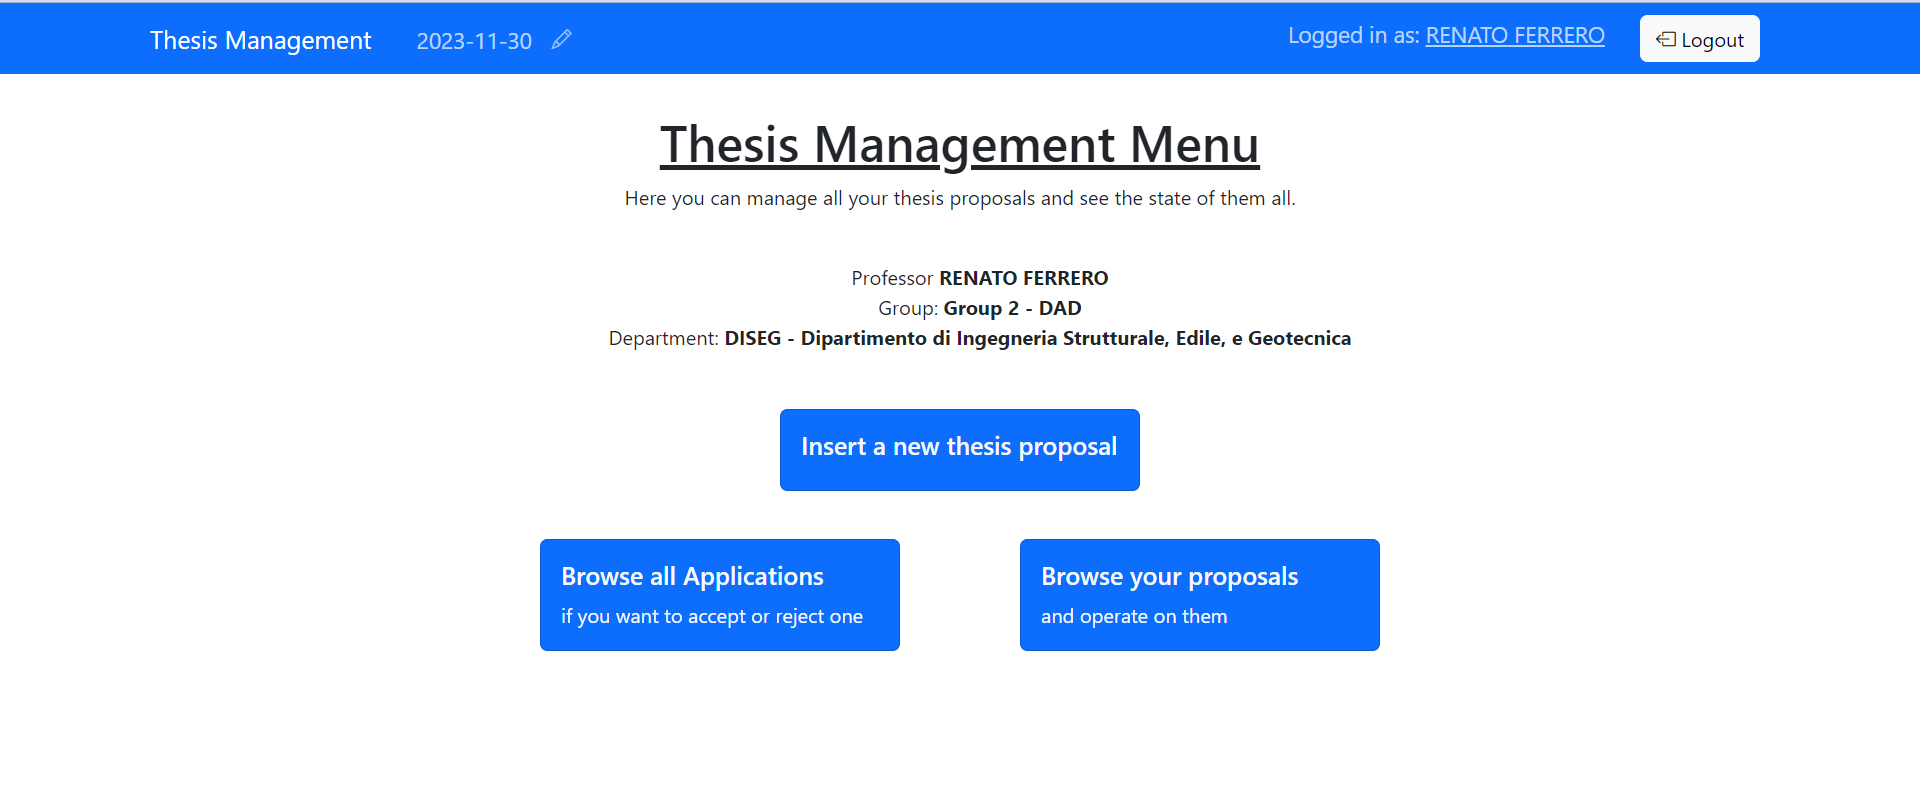 Thesis Management 2023-11-30 Logged in as: RENATO FERRERO Logout
Thesis Management Menu
Here you can manage all your thesis proposals and see the state of them all.
Professor RENATO FERRERO
Group: Group 2 - DAD
Department: DISEG - Dipartimento di Ingegneria Strutturale, Edile, e Geotecnica
Insert a new thesis proposal
Browse all Applications
if you want to accept or reject one
Browse your proposals
and operate on them